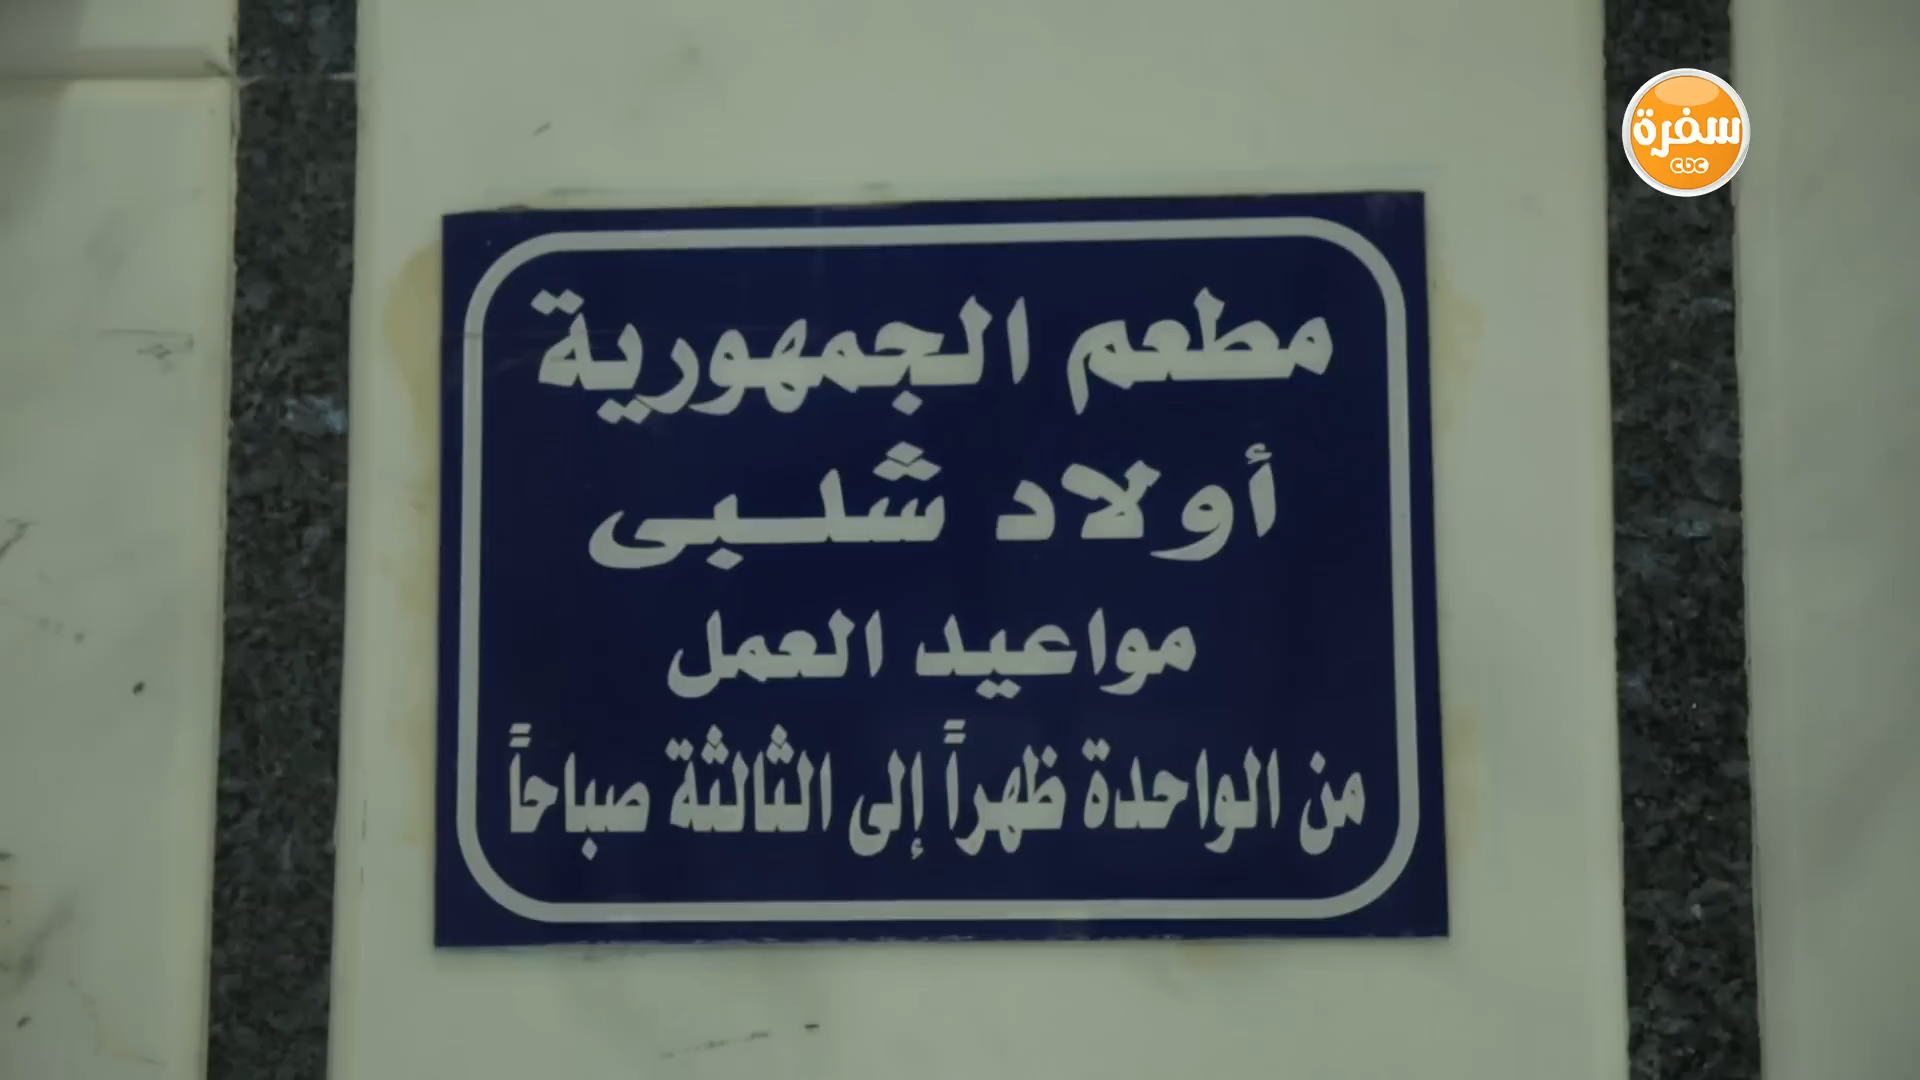 سفرة
cbc
مطعم الجمهورية
أولاد شلبى
مواعيد العمل
من الواحدة ظهراً إلى الثالثة صباحاً